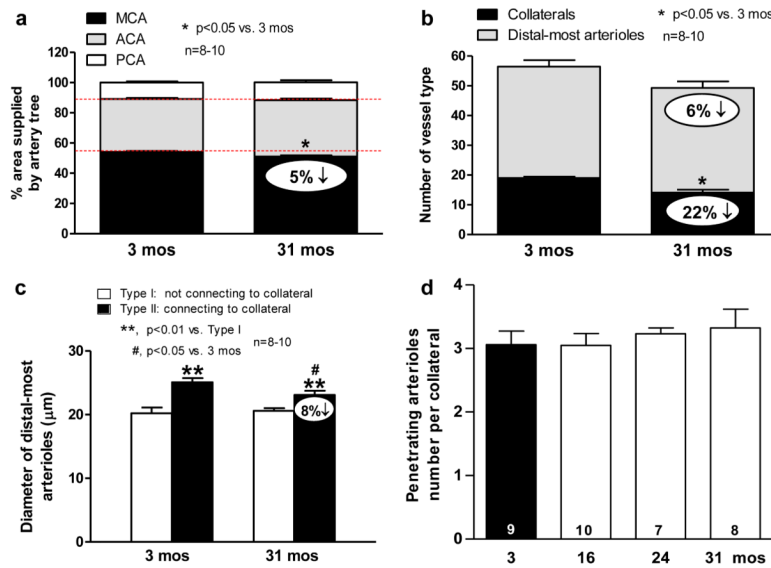 a
MCA
ACA
PCA
* p<0.05 vs. 3 mos
n=8-10
% area supplied
by artery tree
120
100
80
60
40
20
0
*
5% ↓
3 mos
31 mos
b
Collaterals
Distal-most arterioles
* p<0.05 vs. 3 mos
n=8-10
Number of vessel type
60
50
40
30
20
10
0
6% ↓
*
22% ↓
3 mos
31 mos
c
Type I: not connecting to collateral
Type II: connecting to collateral
**, p<0.01 vs. Type I
#, p<0.05 vs. 3 mos
n=8-10
Diameter of distal-most
arterioles (µm)
30
20
10
0
**
#
**
8%↓
3 mos
31 mos
d
Penetrating arterioles
number per collateral
4
3
2
1
0
9
10
7
8
3
16
24
31 mos